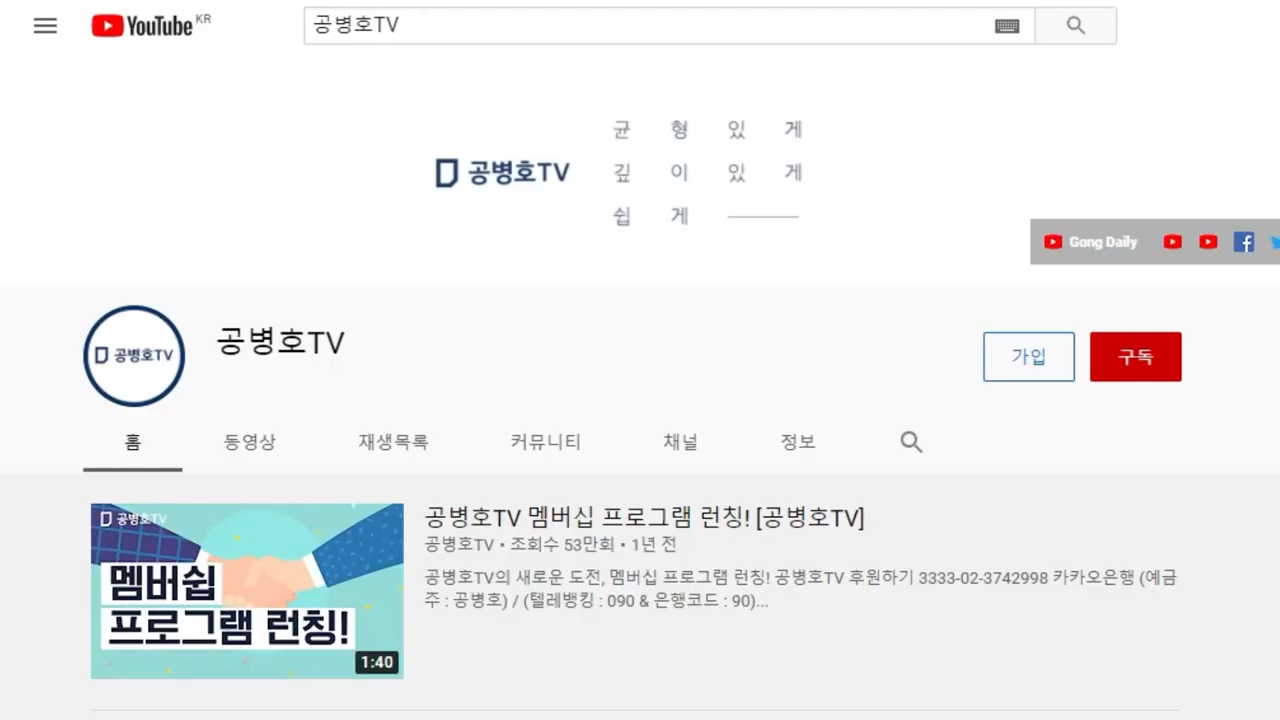 YouTube KR
공병호TV
균형있게
공병호TV
깊이있게
쉽게
Gong Daily
공병호TV
공병호TV
가입
구독
홈
동영상
재생목록
커뮤니티
채널
정보
공병호TV
멤버쉽
프로그램 런칭!
1:40
공병호TV 멤버십 프로그램 런칭! [공병호TV]
공병호TV • 조회수 53만회 • 1년 전
공병호TV의 새로운 도전, 멤버십 프로그램 런칭! 공병호TV 후원하기 3333-02-3742998 카카오은행 (예금
주 : 공병호) / (텔레뱅킹 : 090 & 은행코드 : 90)...